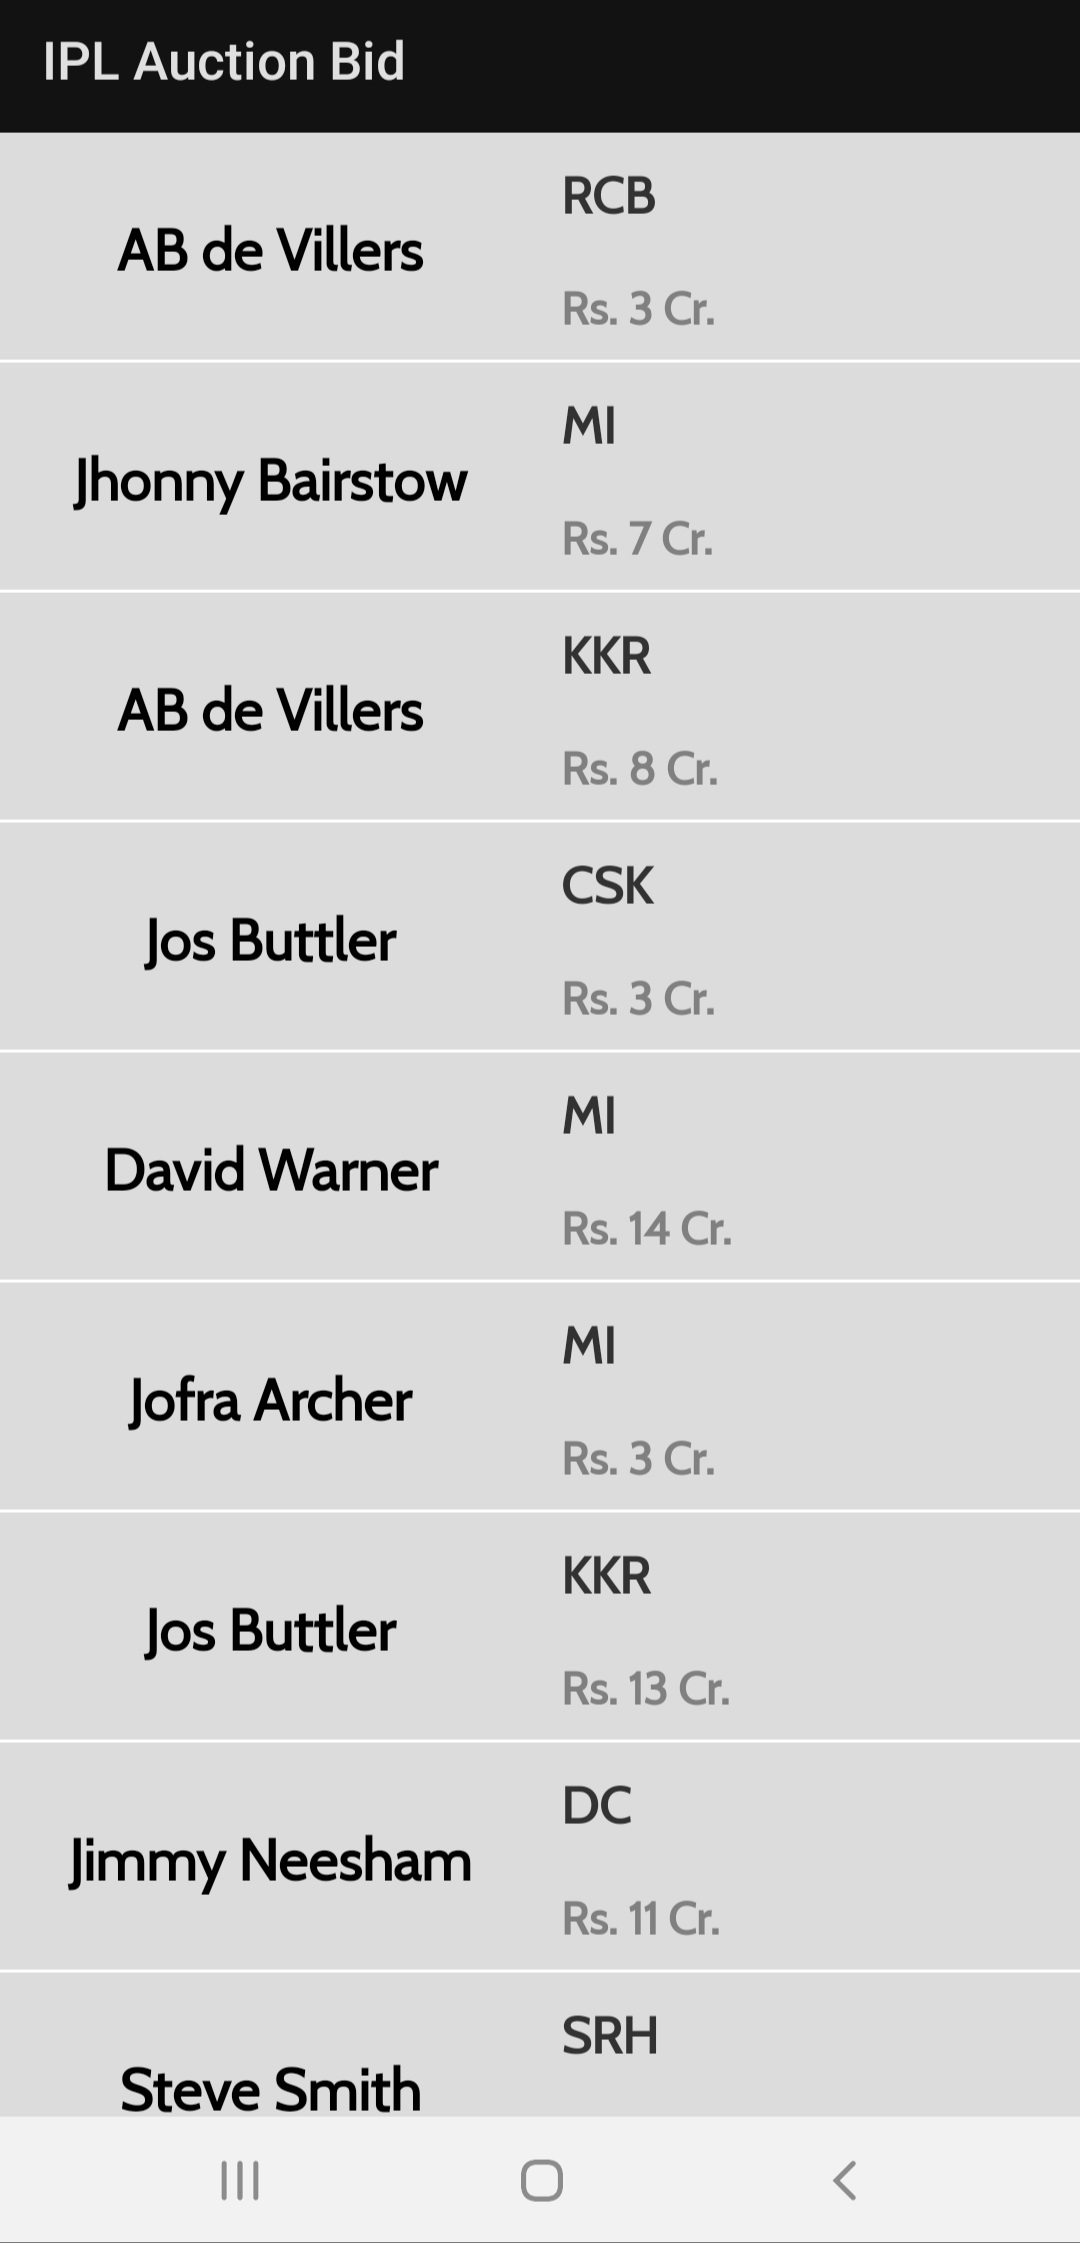 IPL Auction Bid
RCB
AB de Villers
Rs. 3 Cr.
MI
Jhonny Bairstow
Rs. 7 Cr.
KKR
AB de Villers
Rs. 8 Cr.
CSK
Jos Buttler
Rs. 3 Cr.
MI
David Warner
Rs. 14 Cr.
MI
Jofra Archer
Rs. 3 Cr.
KKR
Jos Buttler
Rs. 13 Cr.
DC
Jimmy Neesham
Rs. 11 Cr.
SRH
Steve Smith